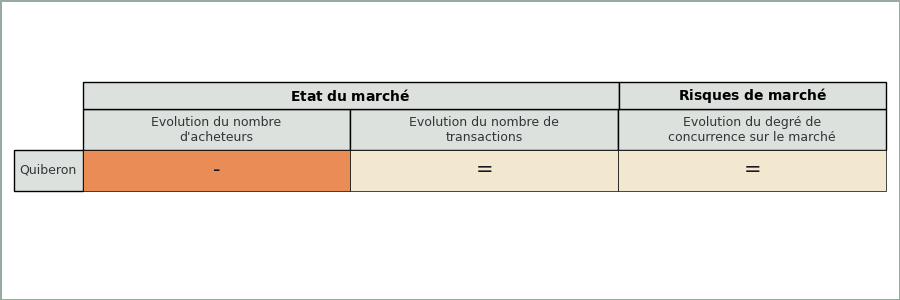 Etat du marché
Risques de marché
Evolution du nombre
d'acheteurs
Evolution du nombre de
transactions
Evolution du degré de
concurrence sur le marché
Quiberon
-
=
=